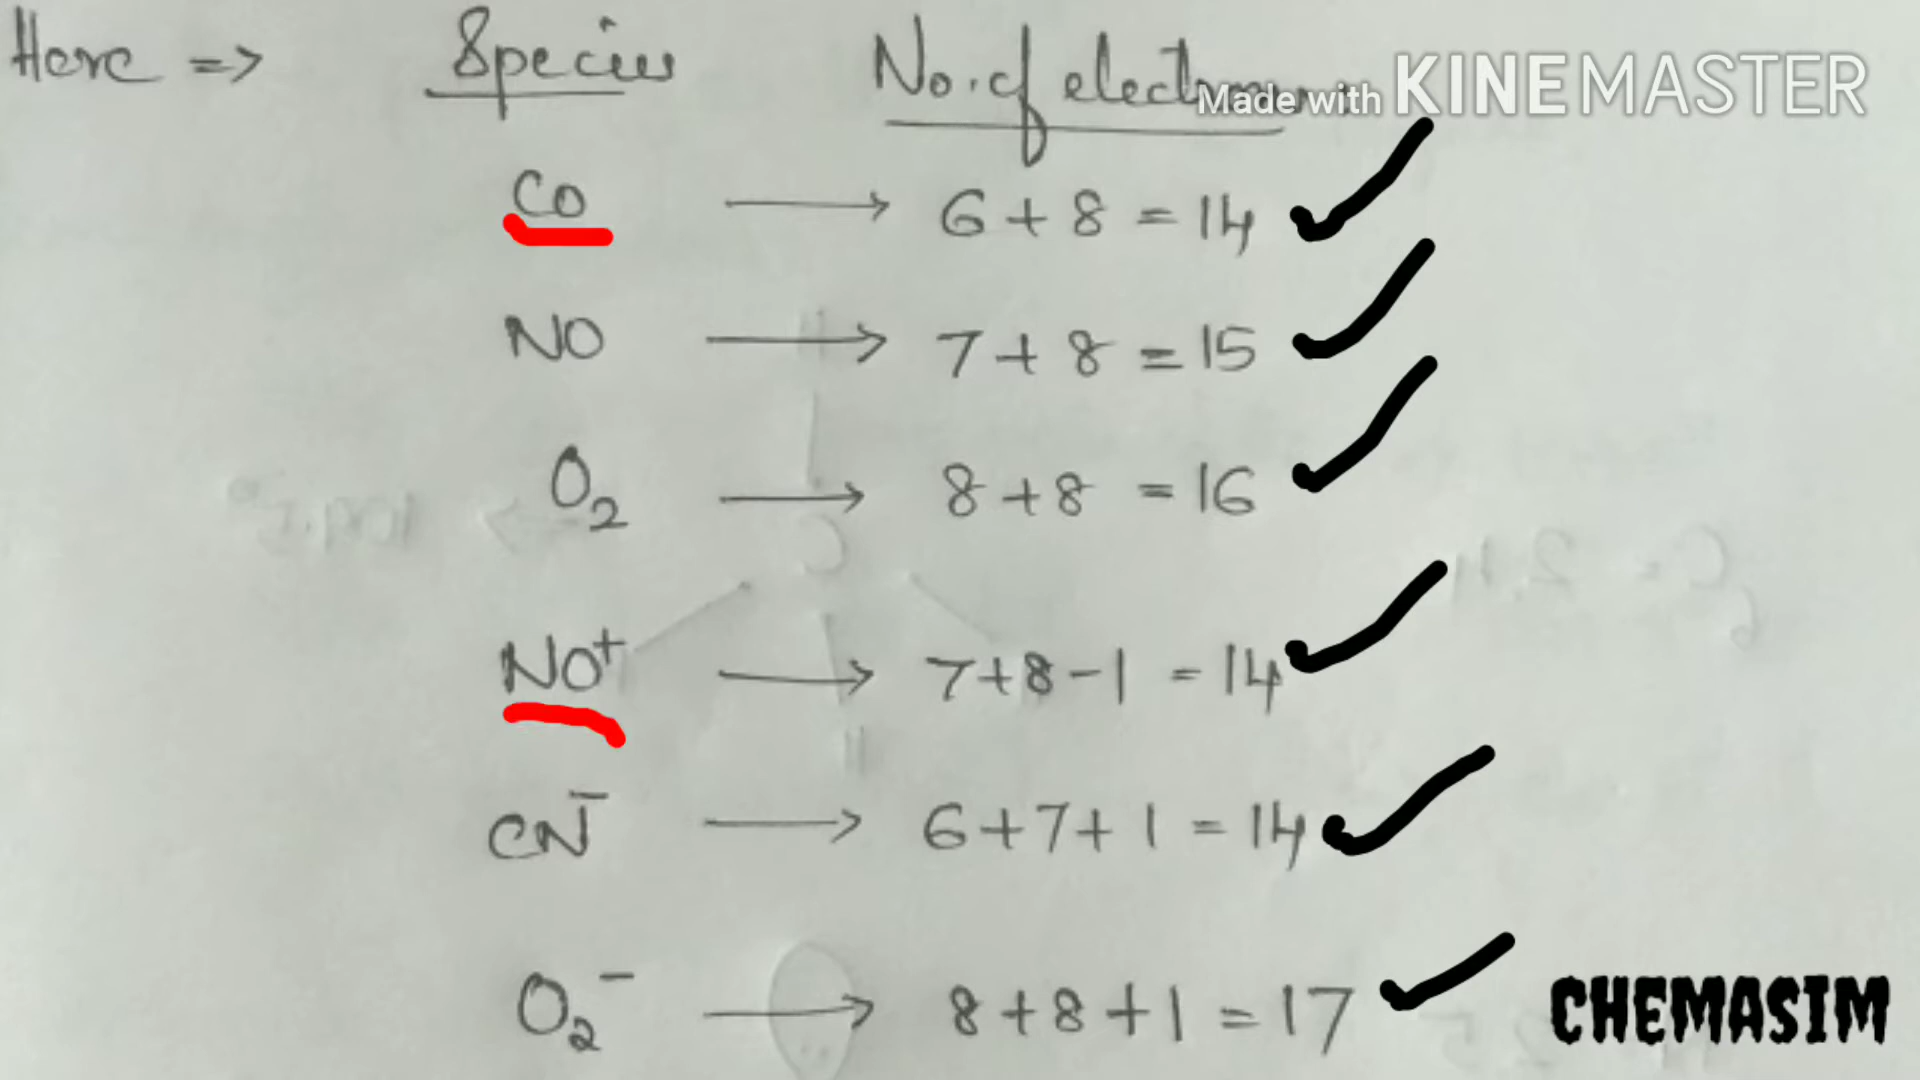 Here => Species No. of electrons
Made with KINEMASTER
CO → 6 + 8 = 14
NO → 7 + 8 = 15
O₂ → 8 + 8 = 16
NO⁺ → 7 + 8 - 1 = 14
CN⁻ → 6 + 7 + 1 = 14
O₂⁻ → 8 + 8 + 1 = 17
CHEMASIM